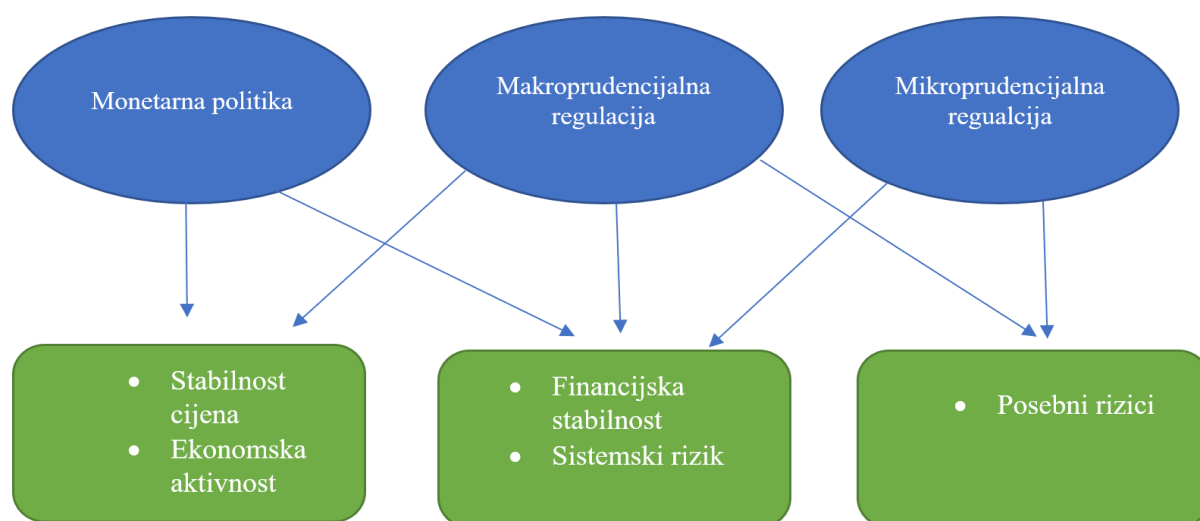 Monetarna politika
Makroprudencijalna
regulacija
Mikroprudencijalna
regualcija
• Stabilnost
cijena
• Ekonomska
aktivnost
• Financijska
stabilnost
• Sistemski rizik
• Posebni rizici